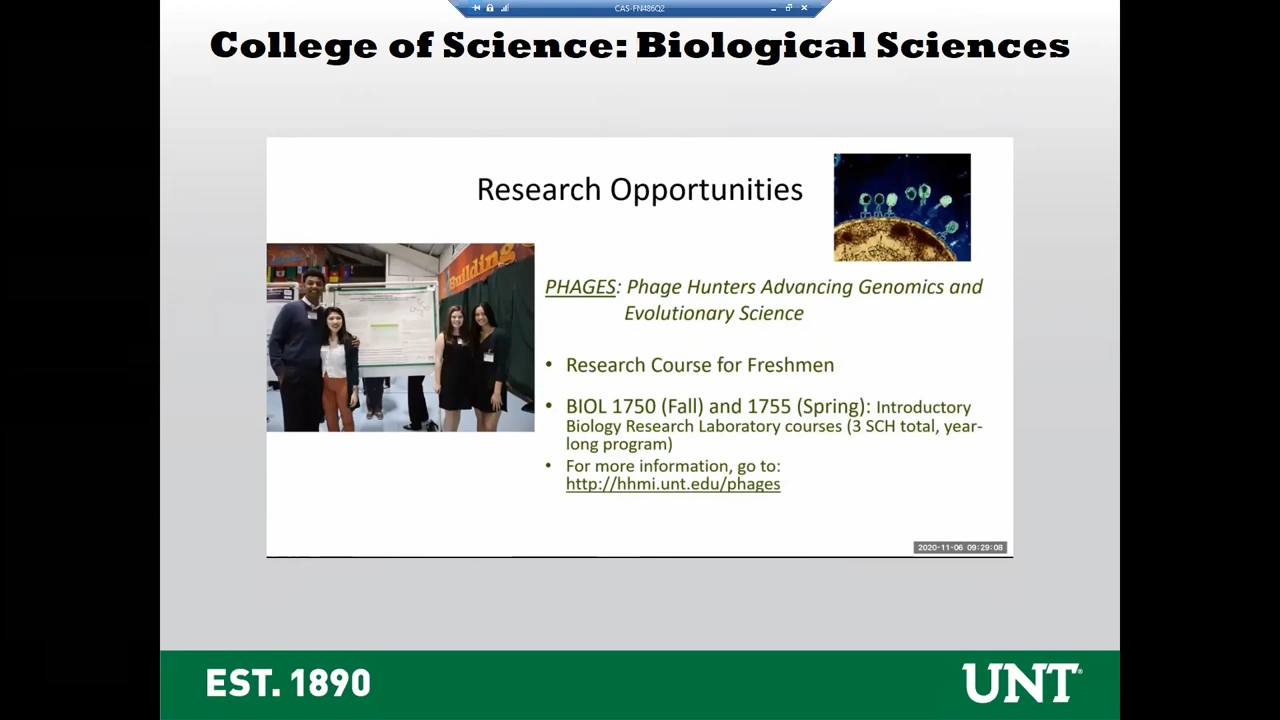 CAS-FN486Q2
College of Science: Biological Sciences
Research Opportunities
Building
PHAGES: Phage Hunters Advancing Genomics and
Evolutionary Science
• Research Course for Freshmen
• BIOL 1750 (Fall) and 1755 (Spring): Introductory
Biology Research Laboratory courses (3 SCH total, year-
long program)
• For more information, go to:
http://hhmi.unt.edu/phages
2020-11-06 09:29:08
EST. 1890
UNT®